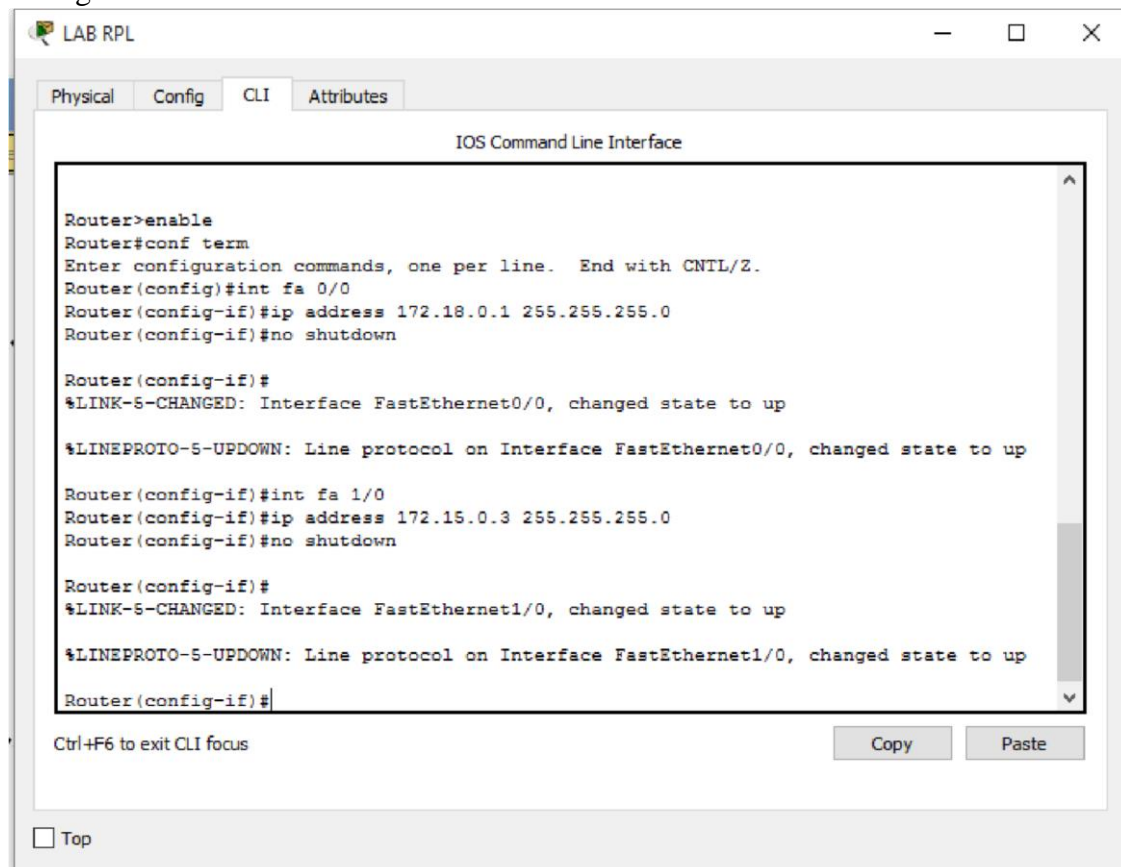 LAB RPL
Physical Config CLI Attributes
IOS Command Line Interface
Router>enable
Router#conf term
Enter configuration commands, one per line.  End with CNTL/Z.
Router(config)#int fa 0/0
Router(config-if)#ip address 172.18.0.1 255.255.255.0
Router(config-if)#no shutdown
Router(config-if)#
%LINK-5-CHANGED: Interface FastEthernet0/0, changed state to up
%LINEPROTO-5-UPDOWN: Line protocol on Interface FastEthernet0/0, changed state to up
Router(config-if)#int fa 1/0
Router(config-if)#ip address 172.15.0.3 255.255.255.0
Router(config-if)#no shutdown
Router(config-if)#
%LINK-5-CHANGED: Interface FastEthernet1/0, changed state to up
%LINEPROTO-5-UPDOWN: Line protocol on Interface FastEthernet1/0, changed state to up
Router(config-if)#
Ctrl+F6 to exit CLI focus Copy Paste
Top